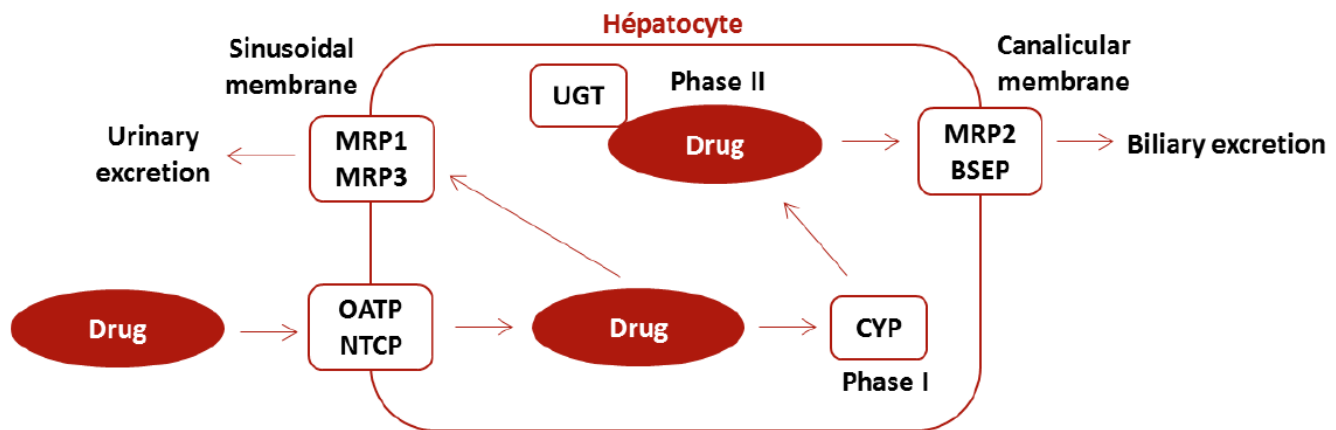 Hépatocyte
Sinusoidal
membrane
Canalicular
membrane
UGT
Phase II
Drug
Urinary
excretion
MRP1
MRP3
MRP2
BSEP
Biliary excretion
Drug
OATP
NTCP
Drug
CYP
Phase I